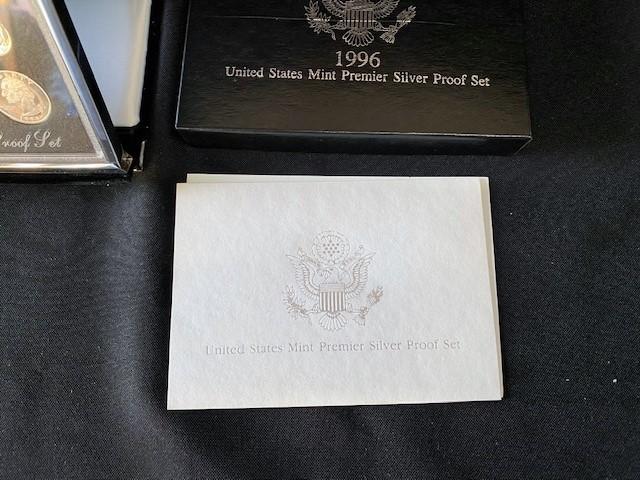 1996
United States Mint Premier Silver Proof Set
Proof Set
United States Mint Premier Silver Proof Set